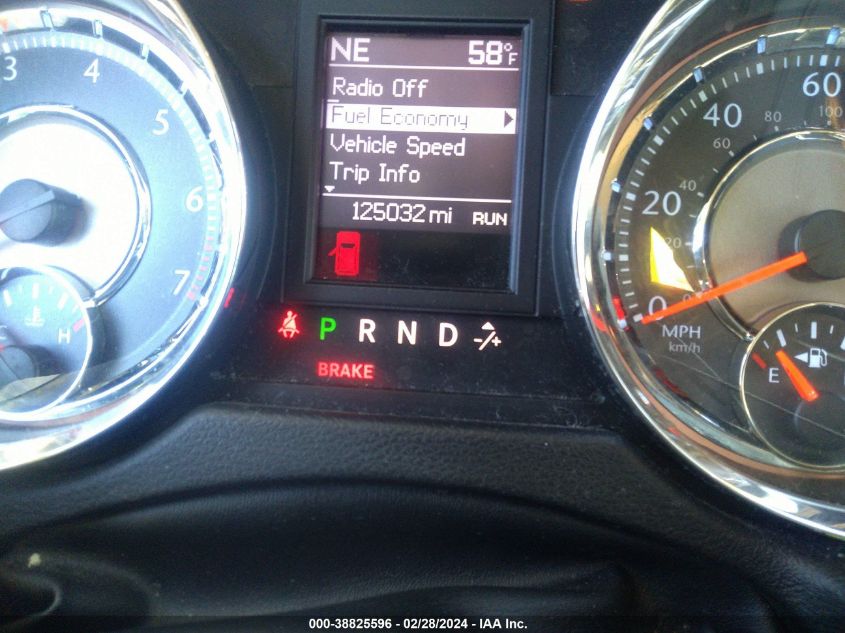 NE 58°F
Radio Off
Fuel Economy
Vehicle Speed
Trip Info
125032 mi RUN
3 4 5 6 7
C H
P R N D -/+
BRAKE
0 20 40 60
0 20 40 60 80 100
MPH
km/h
E
000-38825596 - 02/28/2024 - IAA Inc.